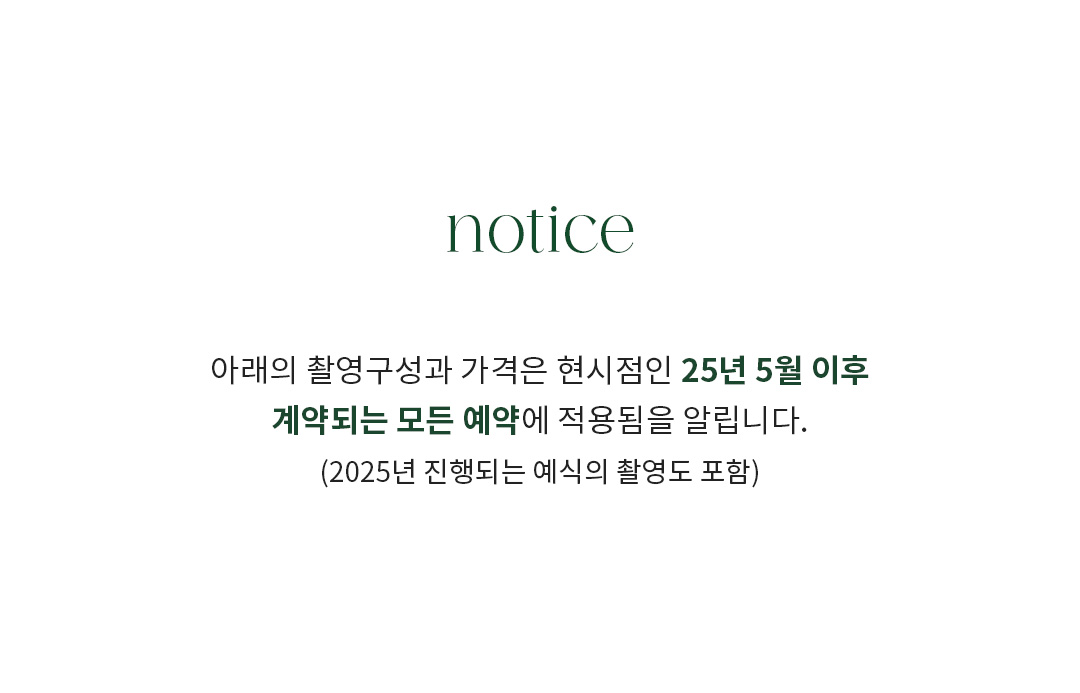 notice
아래의 촬영구성과 가격은 현시점인 25년 5월 이후
계약되는 모든 예약에 적용됨을 알립니다.
(2025년 진행되는 예식의 촬영도 포함)